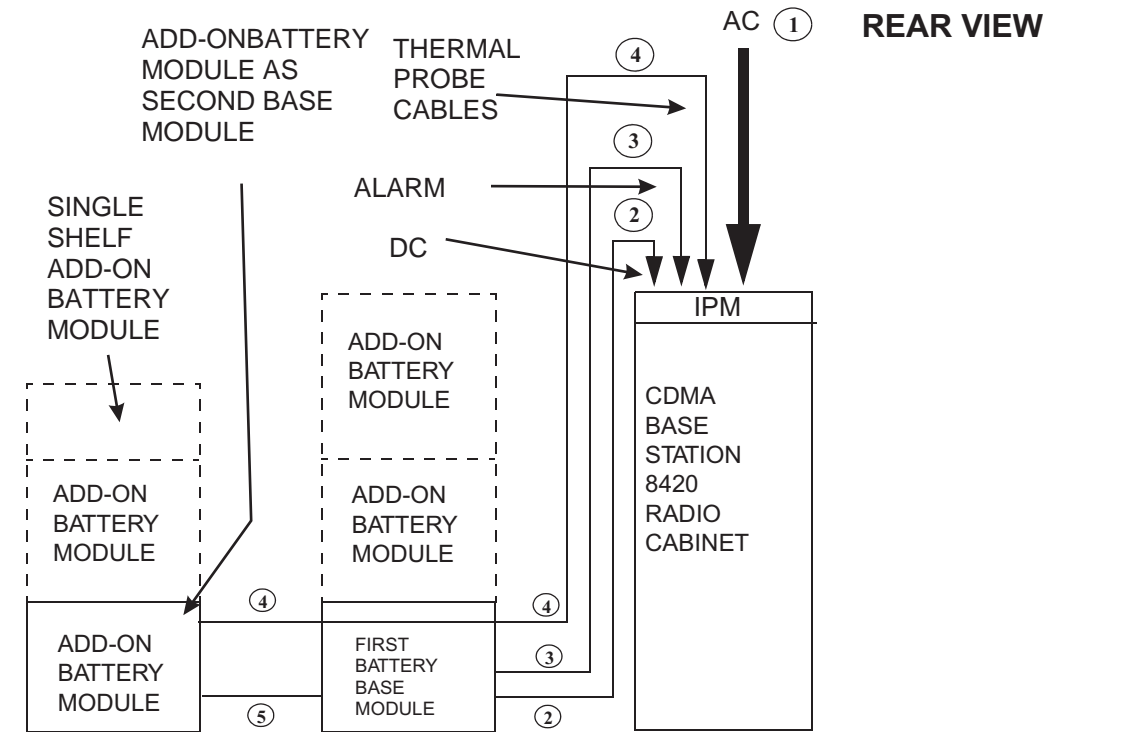 AC 1
REAR VIEW
ADD-ONBATTERY
MODULE AS
SECOND BASE
MODULE
THERMAL
PROBE
CABLES
4
3
ALARM
2
DC
SINGLE
SHELF
ADD-ON
BATTERY
MODULE
IPM
ADD-ON
BATTERY
MODULE
CDMA
BASE
STATION
8420
RADIO
CABINET
ADD-ON
BATTERY
MODULE
ADD-ON
BATTERY
MODULE
4
4
ADD-ON
BATTERY
MODULE
FIRST
BATTERY
BASE
MODULE
3
5
2